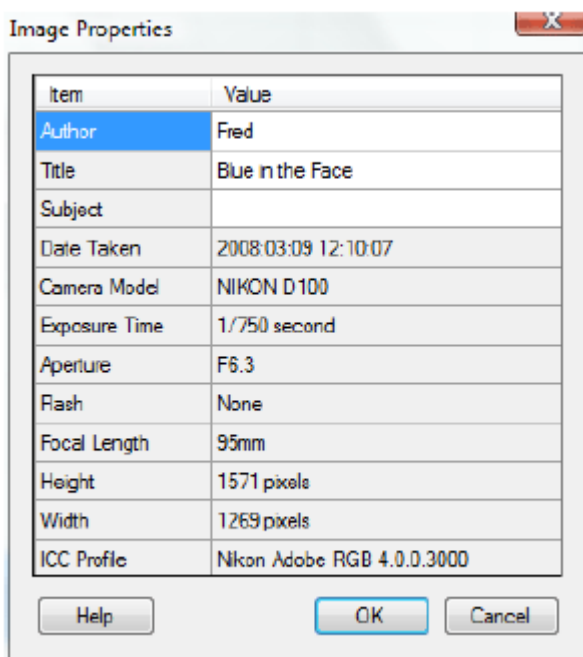 Image Properties
Item Value
Author Fred
Title Blue in the Face
Subject
Date Taken 2008:03:09 12:10:07
Camera Model NIKON D100
Exposure Time 1/750 second
Aperture F6.3
Flash None
Focal Length 95mm
Height 1571 pixels
Width 1269 pixels
ICC Profile Nikon Adobe RGB 4.0.0.3000
Help OK Cancel